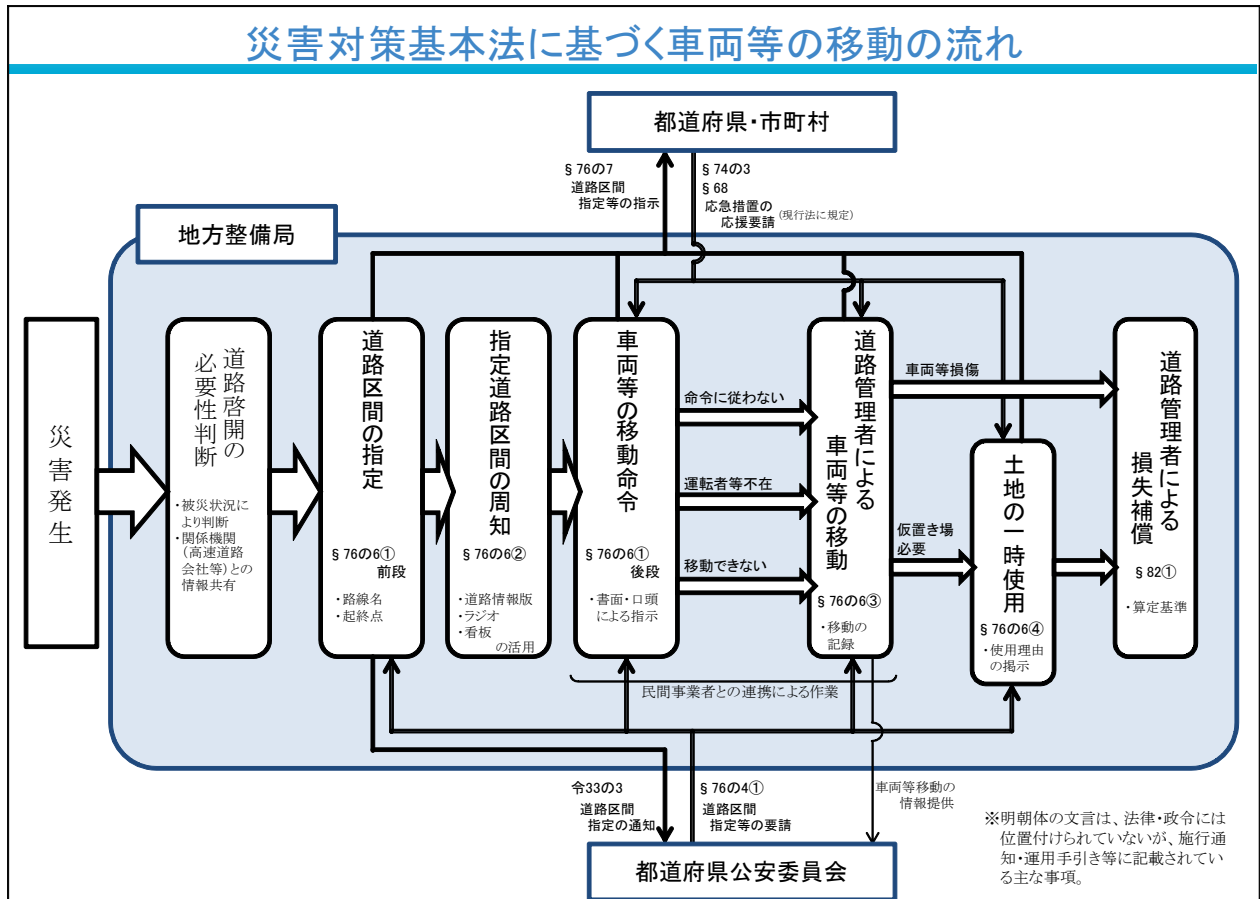 災害対策基本法に基づく車両等の移動の流れ
都道府県・市町村
§76の7
道路区間
指定等の指示
§74の3
§68
応急措置の
応援要請
(現行法に規定)
地方整備局
災害発生
道路啓開の
必要性判断
・被災状況に
より判断
・関係機関
(高速道路
会社等)との
情報共有
道路区間の指定
§76の6①
前段
・路線名
・起終点
指定道路区間の周知
§76の6②
・道路情報版
・ラジオ
・看板
の活用
車両等の移動命令
§76の6①
後段
・書面・口頭
による指示
命令に従わない
運転者等不在
移動できない
道路管理者による
車両等の移動
§76の6③
・移動の
記録
車両等損傷
仮置き場
必要
土地の一時使用
§76の6④
・使用理由
の掲示
道路管理者による
損失補償
§82①
・算定基準
民間事業者との連携による作業
令33の3
道路区間
指定の通知
§76の4①
道路区間
指定等の要請
車両等移動の
情報提供
都道府県公安委員会
※明朝体の文言は、法律・政令には
位置付けられていないが、施行通
知・運用手引き等に記載されてい
る主な事項。